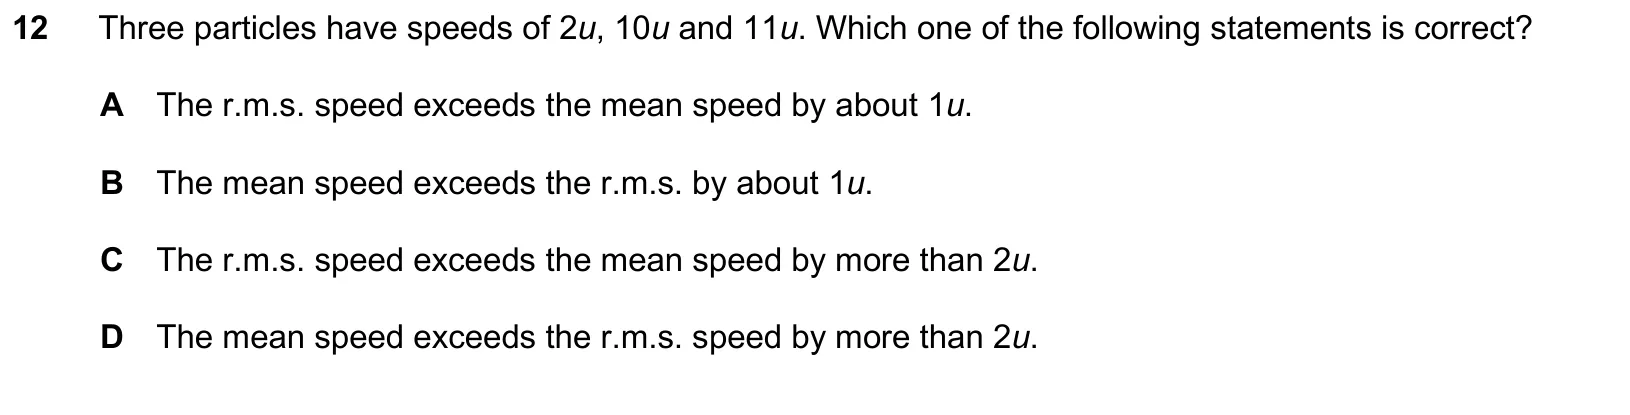 12 Three particles have speeds of 2u, 10u and 11u. Which one of the following statements is correct?
A The r.m.s. speed exceeds the mean speed by about 1u.
B The mean speed exceeds the r.m.s. by about 1u.
C The r.m.s. speed exceeds the mean speed by more than 2u.
D The mean speed exceeds the r.m.s. speed by more than 2u.